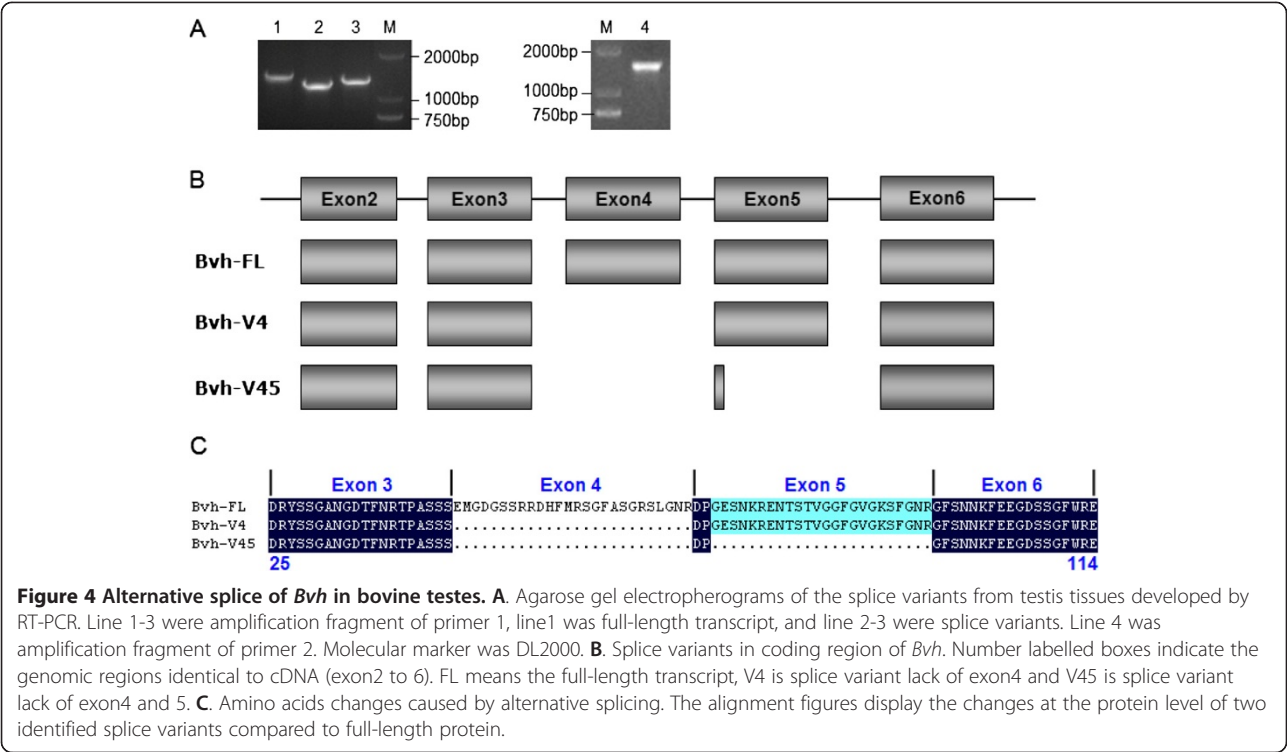 A
1 2 3 M
2000bp
1000bp
750bp
M 4
2000bp
1000bp
750bp
B
Exon2 Exon3 Exon4 Exon5 Exon6
Bvh-FL
Bvh-V4
Bvh-V45
C
Exon 3 Exon 4 Exon 5 Exon 6
Bvh-FL DRYSSGANGDTFNRTPASSSEMGDGSSRRDHFMRSGFASGRSLGNRDPGESNKRENTSTVGGFGVGKSFGNRGFSNNKFEEGDSSGFWRE
Bvh-V4 DRYSSGANGDTFNRTPASSS..........................DPGESNKRENTSTVGGFGVGKSFGNRGFSNNKFEEGDSSGFWRE
Bvh-V45 DRYSSGANGDTFNRTPASSS..........................DP........................GFSNNKFEEGDSSGFWRE
25 114
Figure 4 Alternative splice of Bvh in bovine testes. A. Agarose gel electropherograms of the splice variants from testis tissues developed by
RT-PCR. Line 1-3 were amplification fragment of primer 1, line1 was full-length transcript, and line 2-3 were splice variants. Line 4 was
amplification fragment of primer 2. Molecular marker was DL2000. B. Splice variants in coding region of Bvh. Number labelled boxes indicate the
genomic regions identical to cDNA (exon2 to 6). FL means the full-length transcript, V4 is splice variant lack of exon4 and V45 is splice variant
lack of exon4 and 5. C. Amino acids changes caused by alternative splicing. The alignment figures display the changes at the protein level of two
identified splice variants compared to full-length protein.